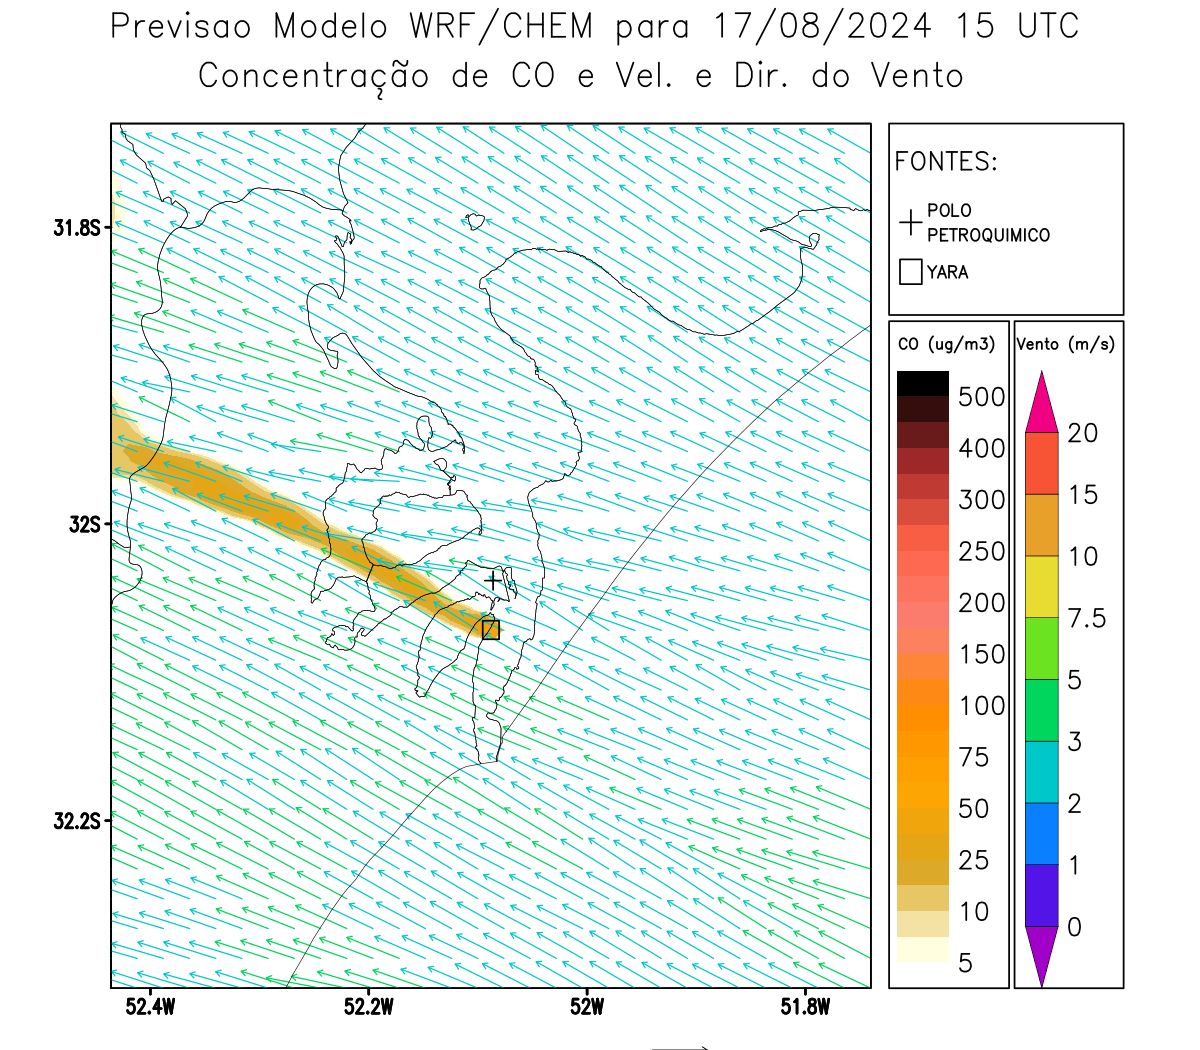 Previsao Modelo WRF/CHEM para 17/08/2024 15 UTC
Concentração de CO e Vel. e Dir. do Vento
FONTES:
POLO
PETROQUIMICO
YARA
CO (ug/m3)
500
400
300
250
200
150
100
75
50
25
10
5
Vento (m/s)
20
15
10
7.5
5
3
2
1
0
31.8S
32S
32.2S
52.4W
52.2W
52W
51.8W